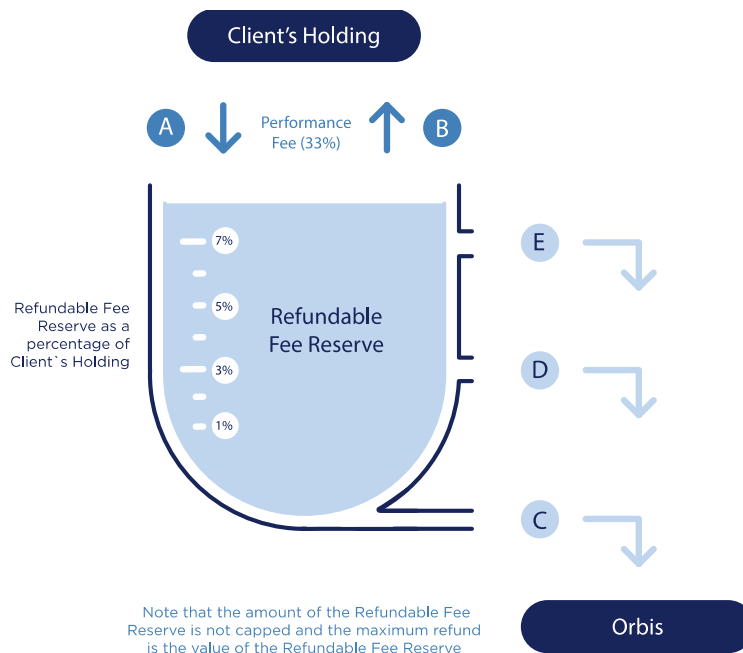 Client's Holding
A
Performance
Fee (33%)
B
7%
E
5%
Refundable Fee
Reserve as a
percentage of
Client`s Holding
Refundable
Fee Reserve
3%
D
1%
C
Note that the amount of the Refundable Fee
Reserve is not capped and the maximum refund
is the value of the Refundable Fee Reserve
Orbis